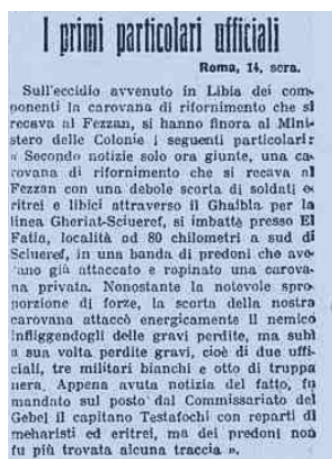 I primi particolari ufficiali
Roma, 14, sera.
Sull'eccidio avvenuto in Libia dei com-
ponenti la carovana di rifornimento che si
recava al Fezzan, si hanno finora al Mini-
stero delle Colonie i seguenti particolari:
« Secondo notizie solo ora giunte, una ca-
rovana di rifornimento che si recava al
Fezzan con una debole scorta di soldati e-
ritrei e libici attraverso il Ghaibla per la
linea Gheriat-Sciueref, si imbattè presso El
Fatia, località ad 80 chilometri a sud di
Sciueref, in una banda di predoni che ave-
vano già attaccato e rapinato una carova-
na privata. Nonostante la notevole spro-
porzione di forze, la scorta della nostra
carovana attaccò energicamente il nemico
infliggendogli delle gravi perdite, ma subì
a sua volta perdite gravi, cioè di due uffi-
ciali, tre militari bianchi e otto di truppa
nera. Appena avuta notizia del fatto, fu
mandato sul posto dal Commissariato del
Gebel il capitano Testafochi con reparti di
meharisti ed eritrei, ma dei predoni non
fu più trovata alcuna traccia ».